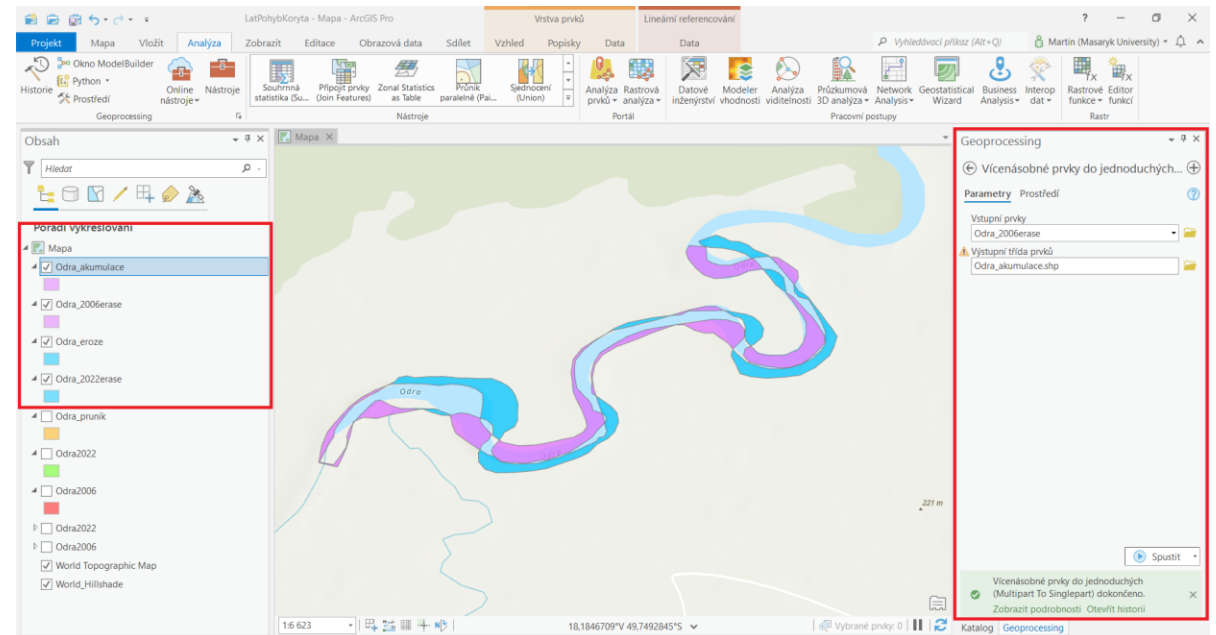 LatPohybKoryta - Mapa - ArcGIS Pro
Vrstva prvků
Lineární referencování
?
Projekt Mapa Vložit Analýza Zobrazit Editace Obrazová data Sdílet Vzhled Popisky Data Data
Vyhledávací příkaz (Alt+Q)
Martin (Masaryk University)
Historie
Okno ModelBuilder
Python
Prostředí
Online nástroje
Nástroje
Geoprocessing
Souhrnná statistika (Su...
Připojit prvky (Join Features)
Zonal Statistics as Table
Průnik paralelně (Pai...
Sjednocení (Union)
Nástroje
Analýza prvků
Rastrová analýza
Portál
Datové inženýrství
Modeler vhodnosti
Analýza viditelnosti
Průzkumová 3D analýza
Network Analysis
Geostatistical Wizard
Business Analysis
Interop dat
Pracovní postupy
Rastrové funkce
Editor funkcí
Rastr
Obsah
Hledat
Pořadí vykreslování
Mapa
Odra_akumulace
Odra_2006erase
Odra_eroze
Odra_2022erase
Odra_prunik
Odra2022
Odra2006
Odra2022
Odra2006
World Topographic Map
World_Hillshade
Mapa
Odra
Odra
Odra
221 m
1:6 623
18,1846709°V 49,7492845°S
Vybrané prvky: 0
Geoprocessing
Vícenásobné prvky do jednoduchých...
Parametry Prostředí
Vstupní prvky
Odra_2006erase
Výstupní třída prvků
Odra_akumulace.shp
Spustit
Vícenásobné prvky do jednoduchých
(Multipart To Singlepart) dokončeno.
Zobrazit podrobnosti Otevřít historii
Katalog Geoprocessing